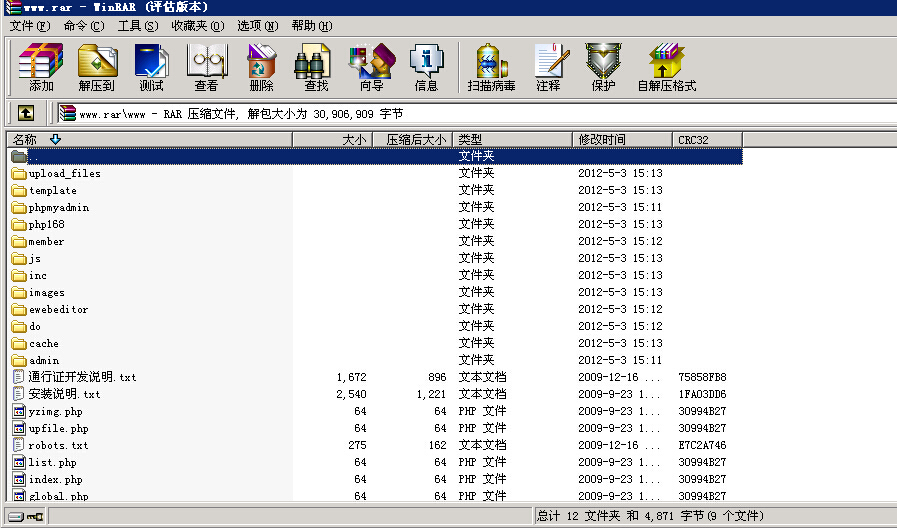 www.rar - WinRAR (评估版本)
文件(F) 命令(C) 工具(S) 收藏夹(O) 选项(N) 帮助(H)
添加 解压到 测试 查看 删除 查找 向导 信息 扫描病毒 注释 保护 自解压格式
www.rar\www - RAR 压缩文件, 解包大小为 30,906,909 字节
名称 大小 压缩后大小 类型 修改时间 CRC32
.. 文件夹
upload_files 文件夹 2012-5-3 15:13
template 文件夹 2012-5-3 15:13
phpmyadmin 文件夹 2012-5-3 15:11
php168 文件夹 2012-5-3 15:13
member 文件夹 2012-5-3 15:12
js 文件夹 2012-5-3 15:13
inc 文件夹 2012-5-3 15:13
images 文件夹 2012-5-3 15:13
ewebeditor 文件夹 2012-5-3 15:12
do 文件夹 2012-5-3 15:12
cache 文件夹 2012-5-3 15:13
admin 文件夹 2012-5-3 15:11
通行证开发说明.txt 1,672 896 文本文档 2009-12-16 ... 75858FB8
安装说明.txt 2,540 1,221 文本文档 2009-9-23 1... 1FA03DD6
yzimg.php 64 64 PHP 文件 2009-9-23 1... 30994B27
upfile.php 64 64 PHP 文件 2009-9-23 1... 30994B27
robots.txt 275 162 文本文档 2009-12-16 ... E7C2A746
list.php 64 64 PHP 文件 2009-9-23 1... 30994B27
index.php 64 64 PHP 文件 2009-9-23 1... 30994B27
global.php 64 64 PHP 文件 2009-9-23 1... 30994B27
总计 12 文件夹 和 4,871 字节(9 个文件)